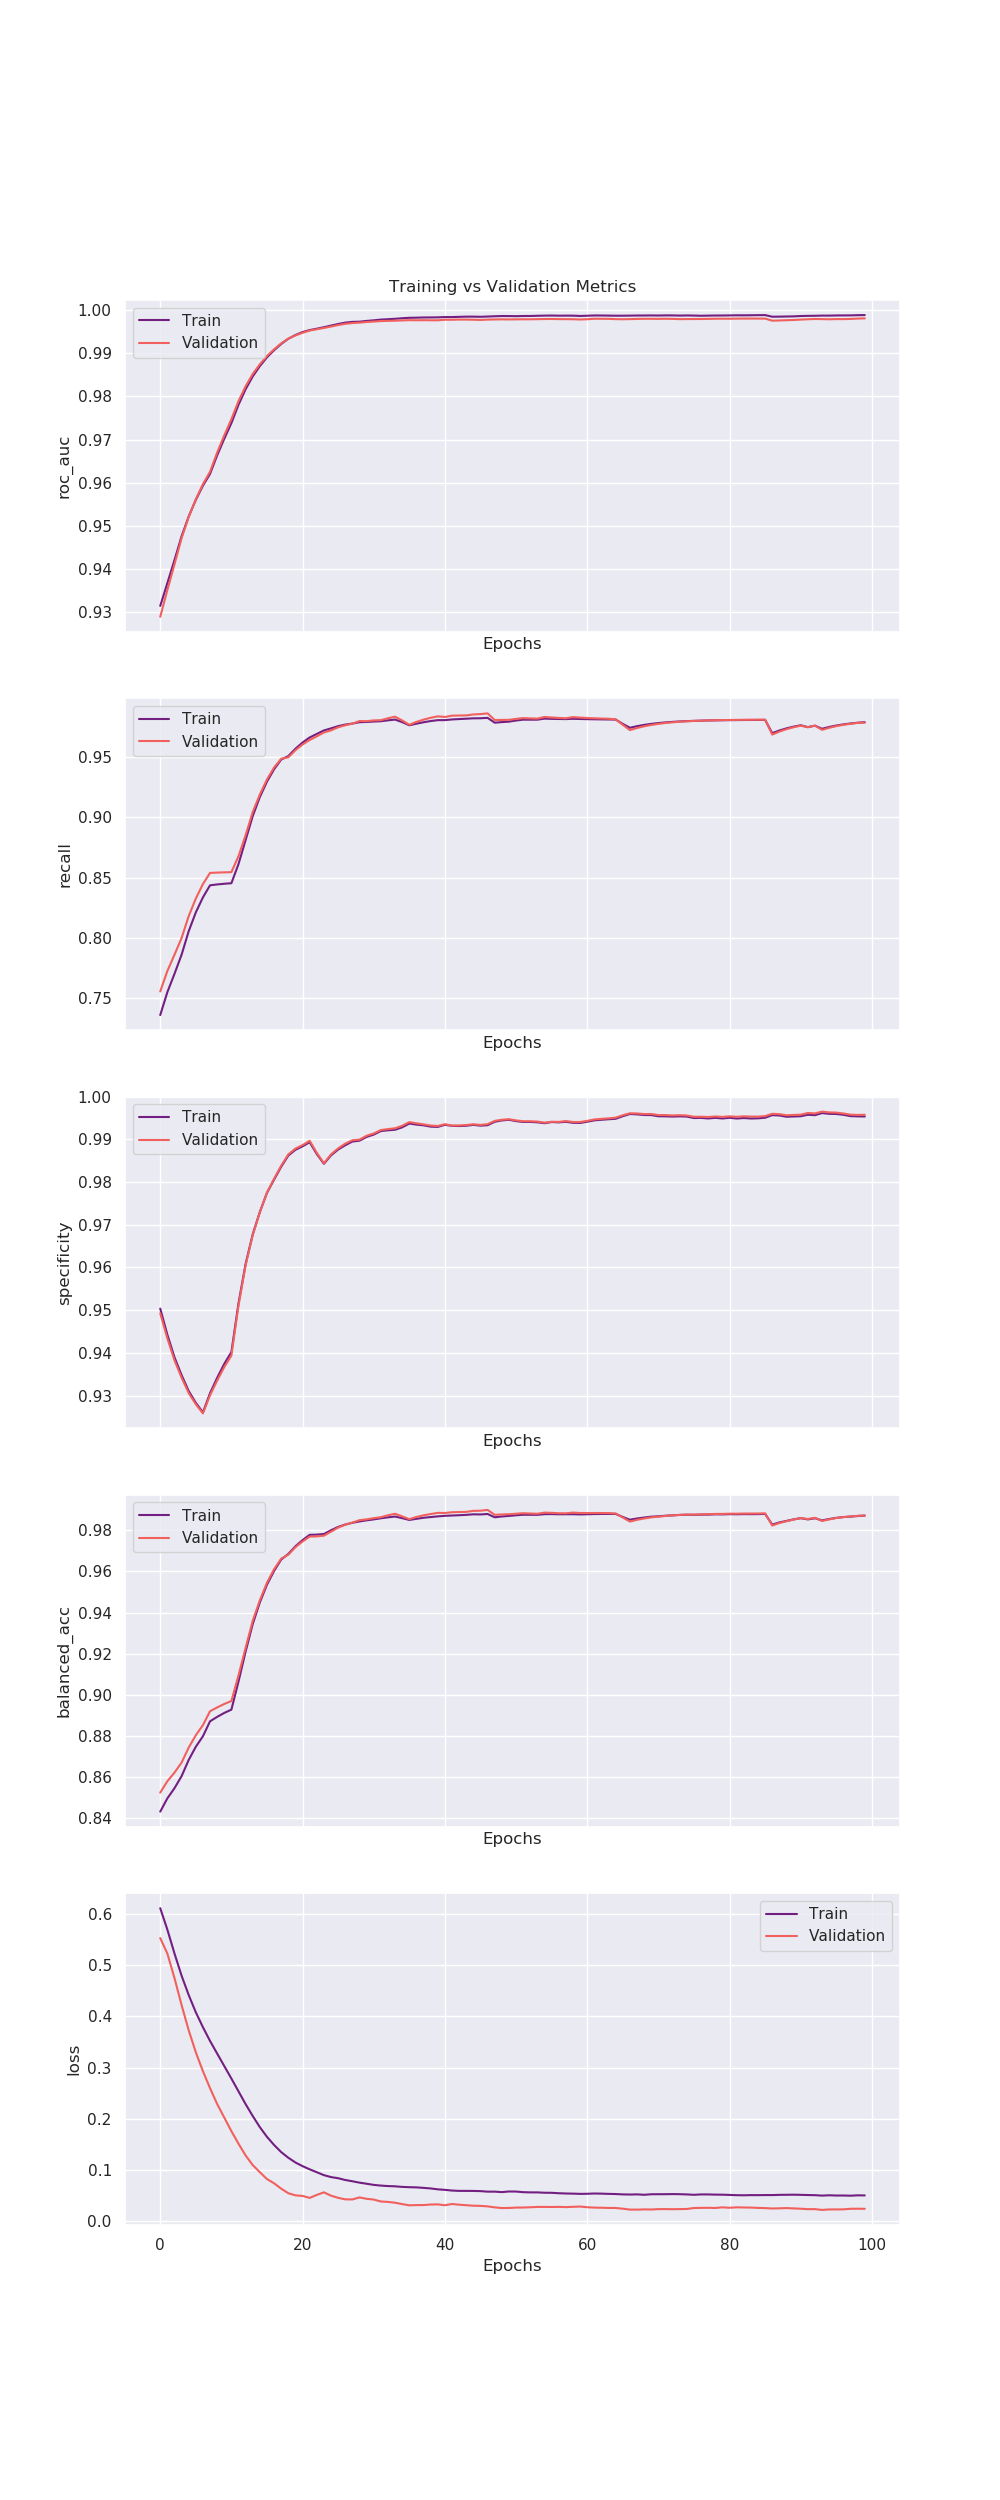 Training vs Validation Metrics
1.00
0.99
0.98
0.97
0.96
0.95
0.94
0.93
roc_auc
Train
Validation
Epochs
0.95
0.90
0.85
0.80
0.75
recall
Train
Validation
Epochs
1.00
0.99
0.98
0.97
0.96
0.95
0.94
0.93
specificity
Train
Validation
Epochs
0.98
0.96
0.94
0.92
0.90
0.88
0.86
0.84
balanced_acc
Train
Validation
Epochs
0.6
0.5
0.4
0.3
0.2
0.1
0.0
loss
Train
Validation
0 20 40 60 80 100
Epochs